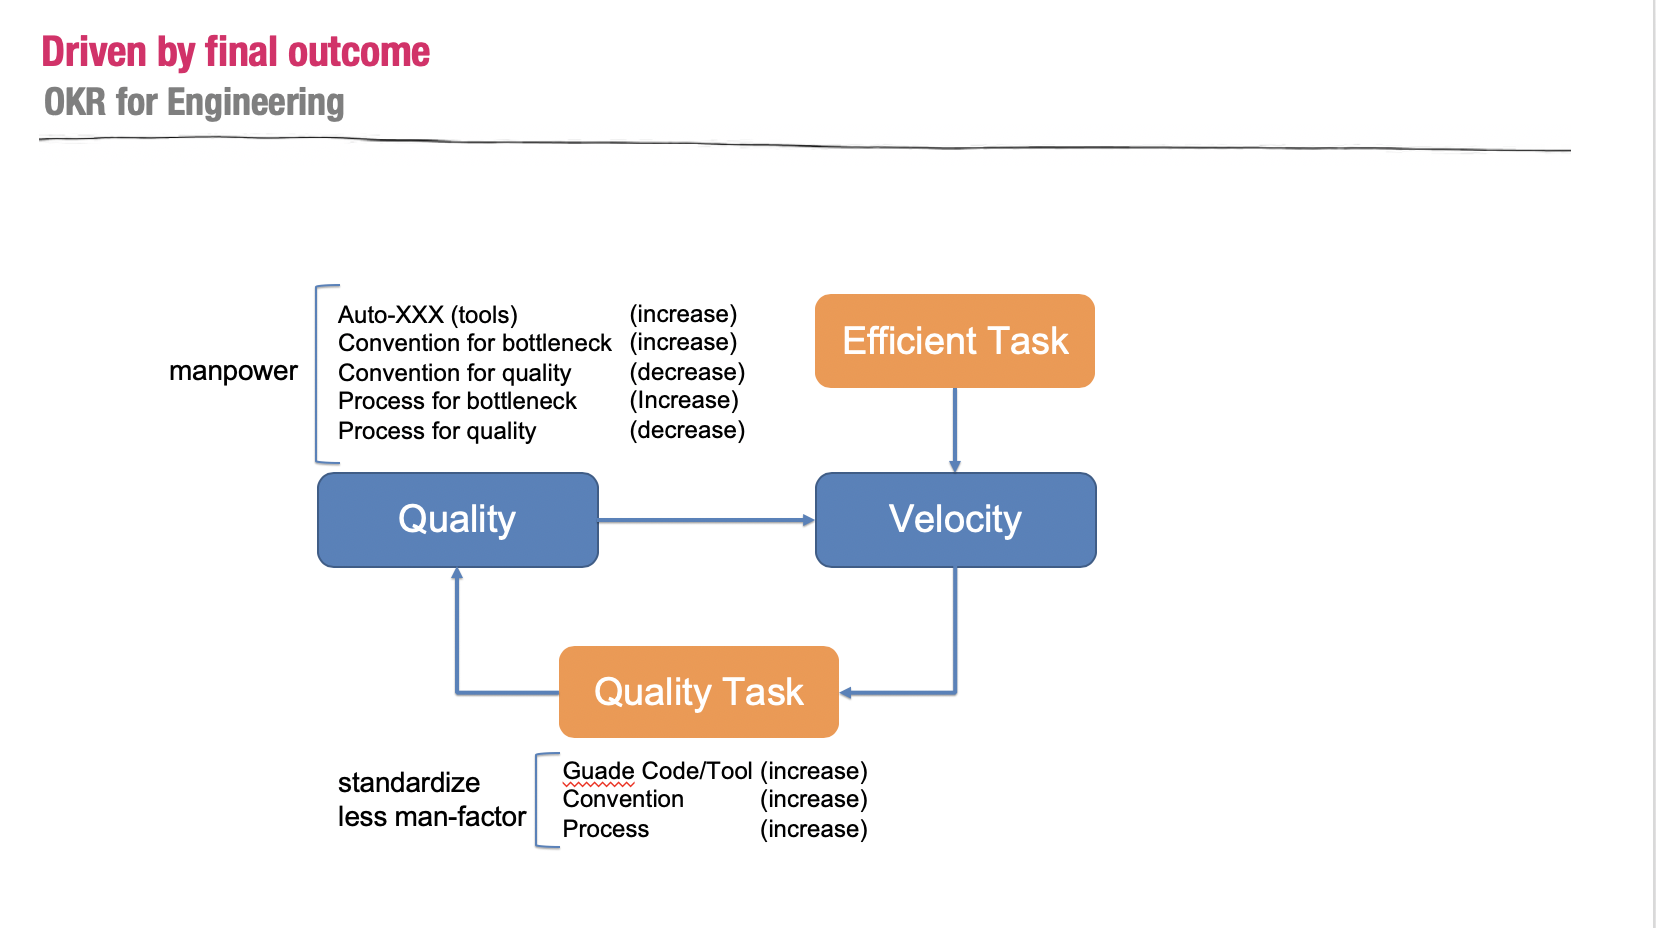 Driven by final outcome
OKR for Engineering
manpower
Auto-XXX (tools) (increase)
Convention for bottleneck (increase)
Convention for quality (decrease)
Process for bottleneck (Increase)
Process for quality (decrease)
Efficient Task
Quality
Velocity
Quality Task
standardize
less man-factor
Guade Code/Tool (increase)
Convention (increase)
Process (increase)